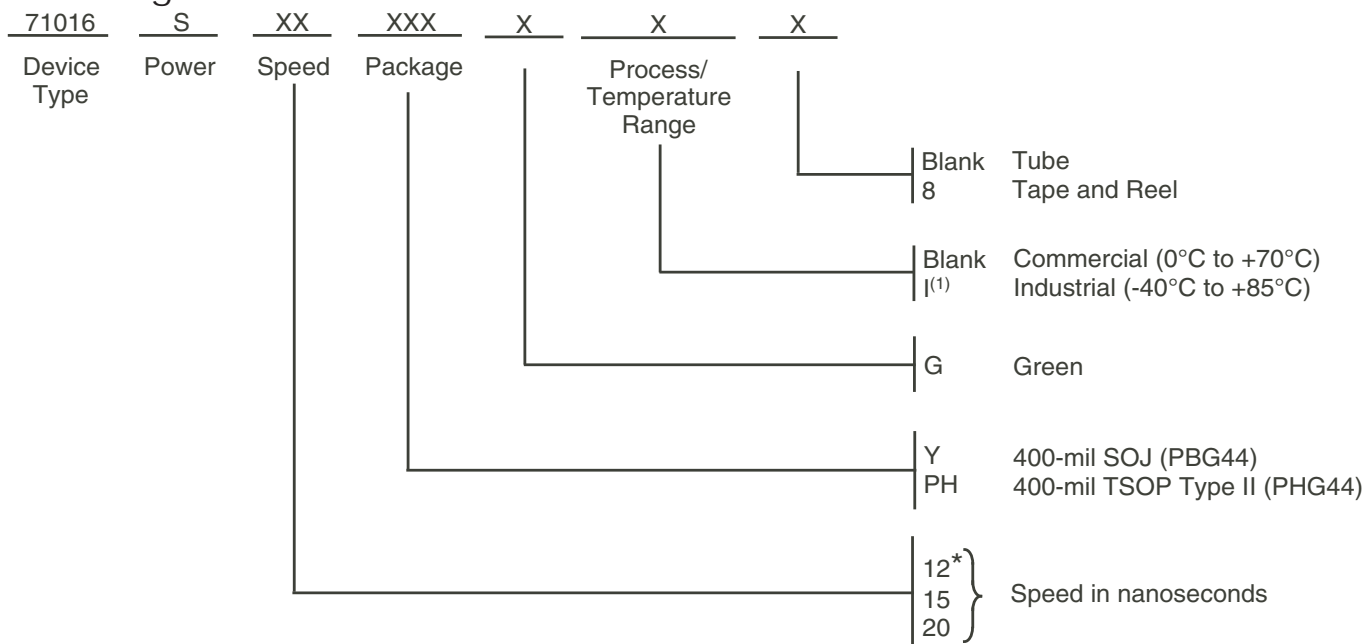 71016 S XX XXX X X X
Device Type Power Speed Package Process/
Temperature
Range
Blank Tube
8 Tape and Reel
Blank Commercial (0°C to +70°C)
I(1) Industrial (-40°C to +85°C)
G Green
Y 400-mil SOJ (PBG44)
PH 400-mil TSOP Type II (PHG44)
12*
15 Speed in nanoseconds
20